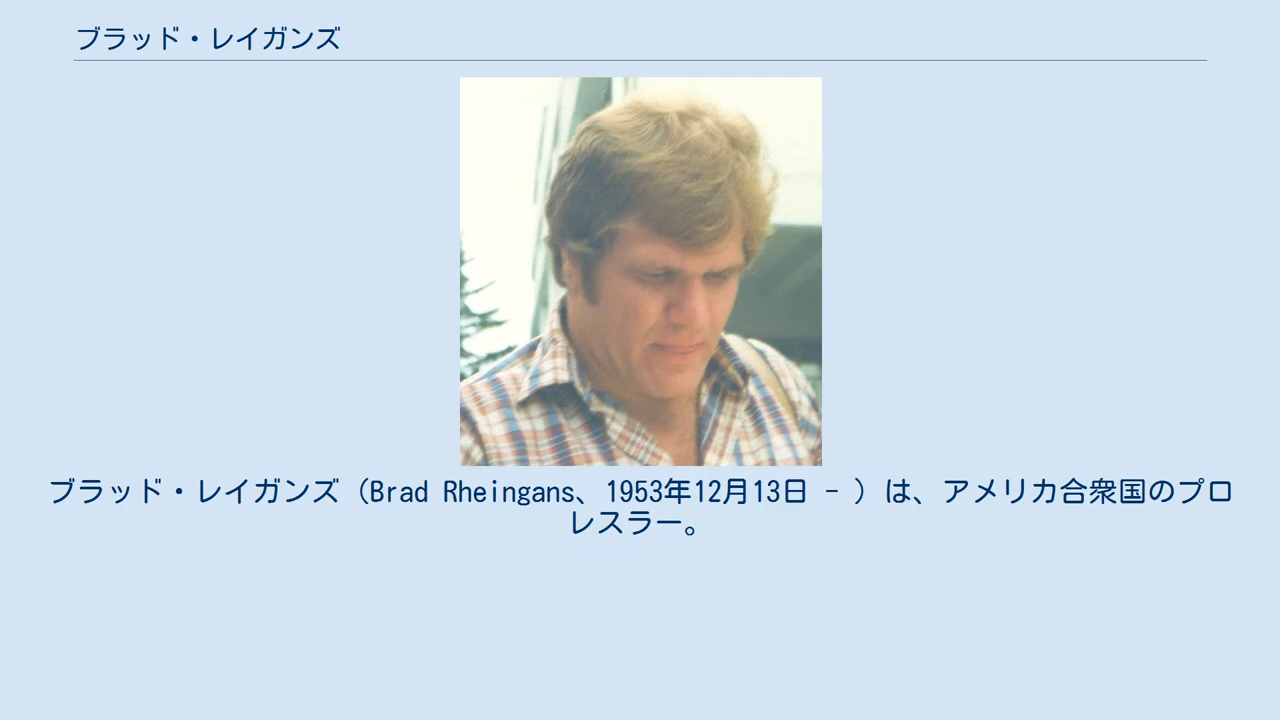 ブラッド・レイガンズ
ブラッド・レイガンズ（Brad Rheingans、1953年12月13日 - ）は、アメリカ合衆国のプロ
レスラー。